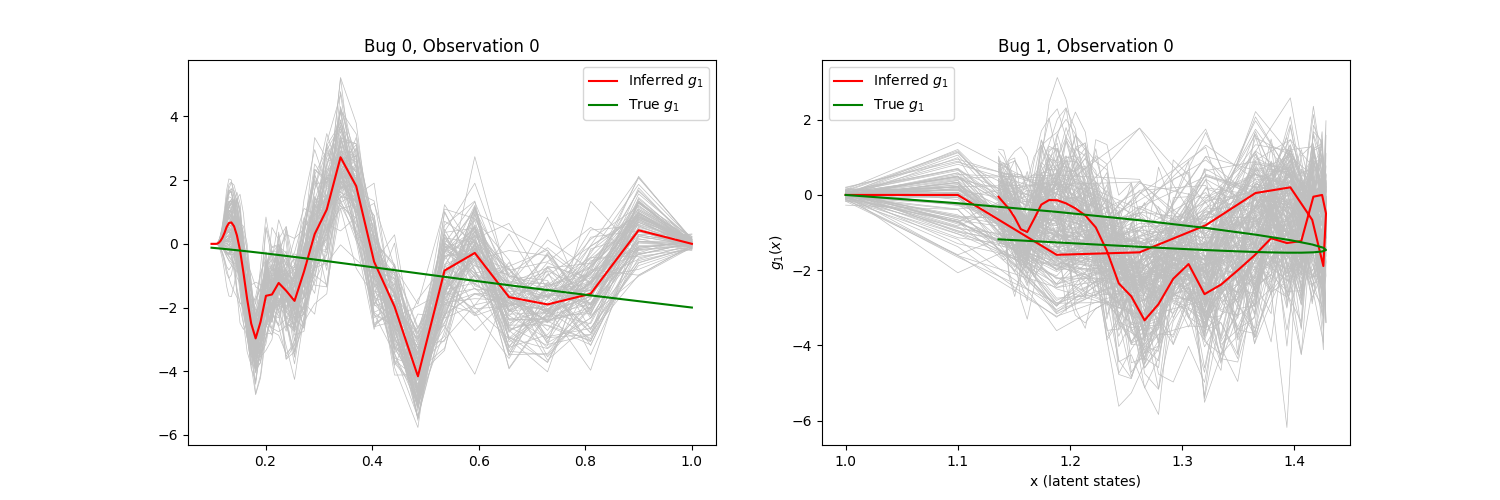 Bug 0, Observation 0
Inferred g₁
True g₁
4
2
0
−2
−4
−6
0.2 0.4 0.6 0.8 1.0
Bug 1, Observation 0
Inferred g₁
True g₁
g₁(x)
2
0
−2
−4
−6
1.0 1.1 1.2 1.3 1.4
x (latent states)